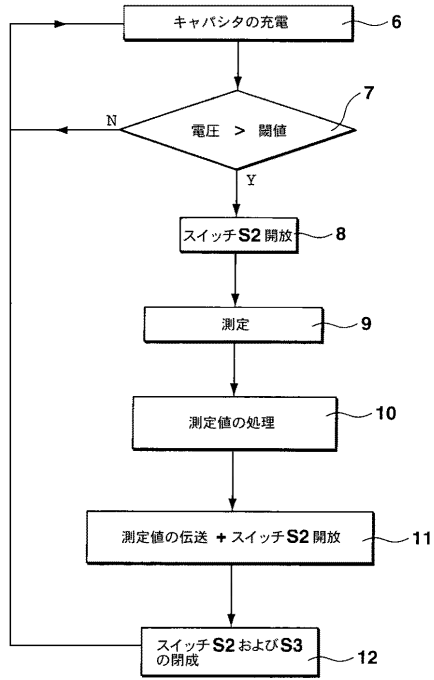 キャパシタの充電
6
7
N
電圧 > 閾値
Y
スイッチS2開放
8
測定
9
測定値の処理
10
測定値の伝送 + スイッチS2開放
11
スイッチS2およびS3
の閉成
12